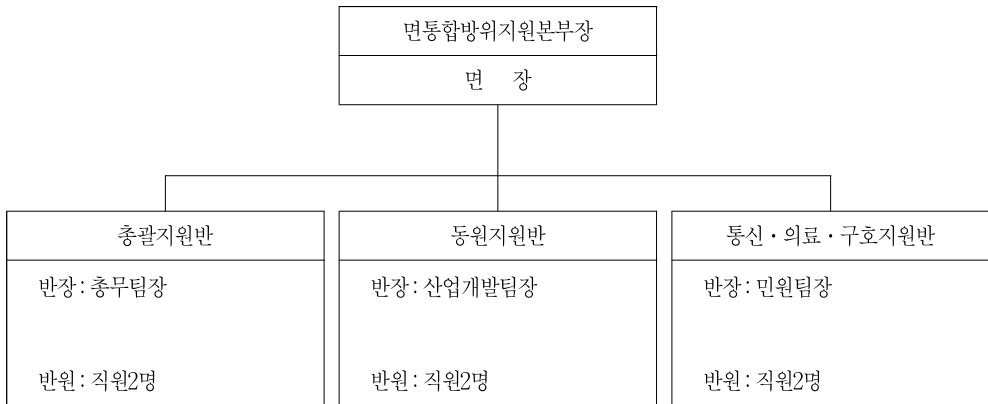 면통합방위지원본부장
면 장
총괄지원반
반장 : 총무팀장
반원 : 직원2명
동원지원반
반장 : 산업개발팀장
반원 : 직원2명
통신·의료·구호지원반
반장 : 민원팀장
반원 : 직원2명